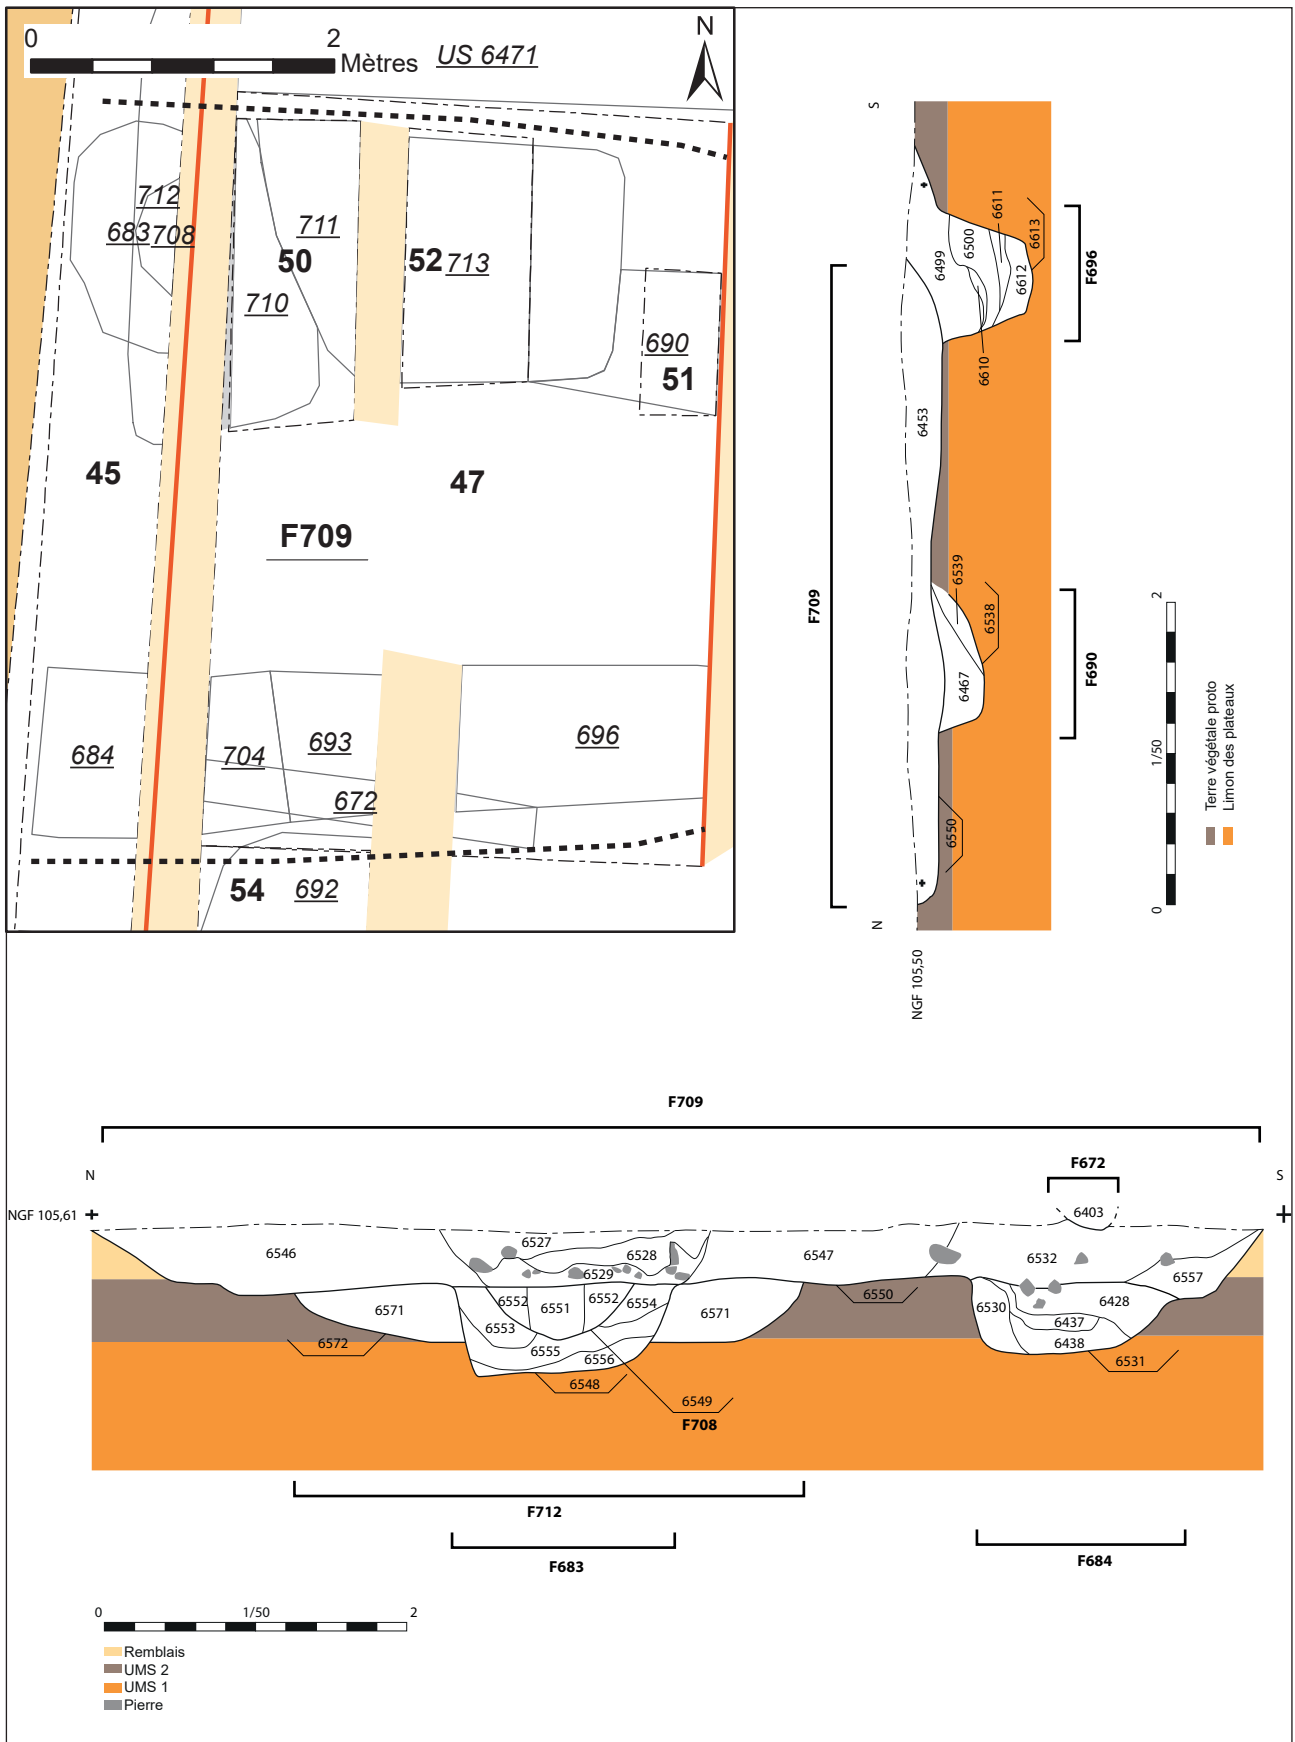 0
2
Mètres
US 6471
N
712
683
708
711
50
710
52
713
690
51
45
47
F709
684
704
693
672
696
54
692
S
6499
6500
6611
6613
6612
6610
F696
6453
F709
6539
6538
6467
F690
6550
N
NGF 105,50
2
1/50
0
Terre végétale proto
Limon des plateaux
F709
N
S
NGF 105,61
F672
6403
6546
6527
6528
6529
6547
6532
6557
6571
6552
6551
6552
6554
6571
6550
6530
6428
6437
6438
6553
6555
6556
6572
6548
6549
F708
6531
F712
F683
F684
0
1/50
2
Remblais
UMS 2
UMS 1
Pierre